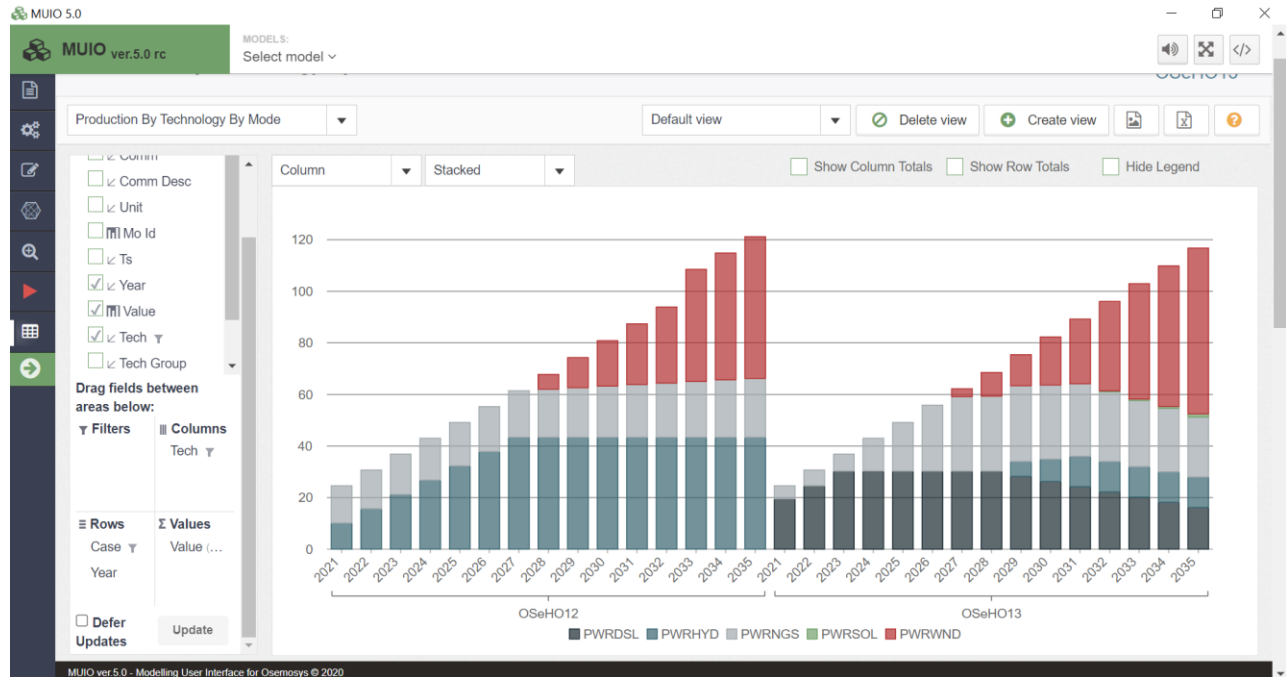 MUIO 5.0
MUIO ver.5.0 rc
MODELS:
Select model
OSeHO13
Production By Technology By Mode
Default view
Delete view
Create view
Comm
Comm Desc
Unit
Mo Id
Ts
Year
Value
Tech
Tech Group
Drag fields between
areas below:
Filters
Columns
Tech
Rows
Values
Case
Value (...
Year
Defer
Updates
Update
Column
Stacked
Show Column Totals
Show Row Totals
Hide Legend
120
100
80
60
40
20
0
2021 2022 2023 2024 2025 2026 2027 2028 2029 2030 2031 2032 2033 2034 2035 2021 2022 2023 2024 2025 2026 2027 2028 2029 2030 2031 2032 2033 2034 2035
OSeHO12 OSeHO13
PWRDSL PWRHYD PWRNGS PWRSOL PWRWND
MUIO ver.5.0 - Modelling User Interface for Osemosys © 2020